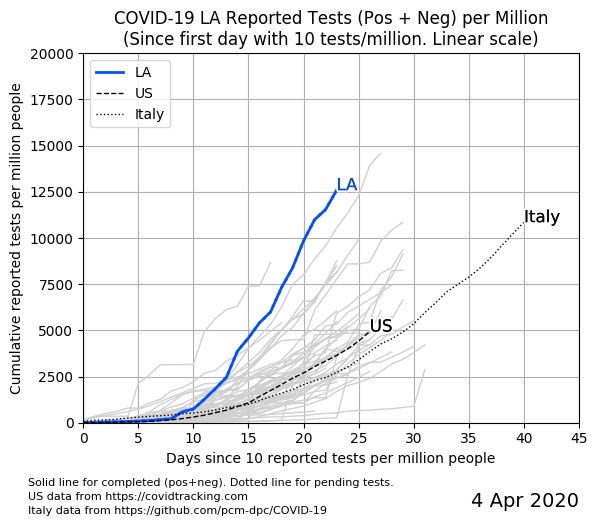 COVID-19 LA Reported Tests (Pos + Neg) per Million
(Since first day with 10 tests/million. Linear scale)
Cumulative reported tests per million people
20000
17500
15000
12500
10000
7500
5000
2500
0
LA
US
Italy
LA
Italy
US
0 5 10 15 20 25 30 35 40 45
Days since 10 reported tests per million people
Solid line for completed (pos+neg). Dotted line for pending tests.
US data from https://covidtracking.com
Italy data from https://github.com/pcm-dpc/COVID-19
4 Apr 2020